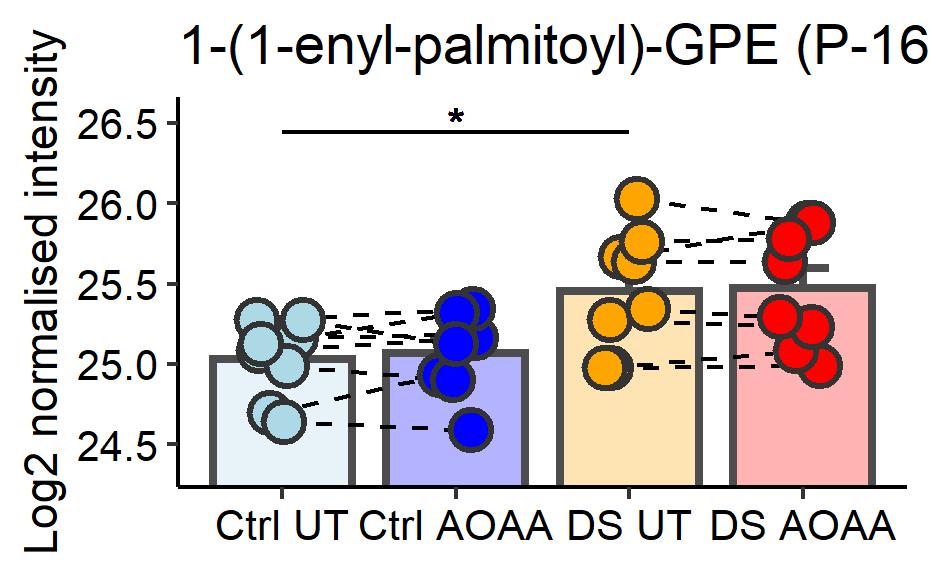 1-(1-enyl-palmitoyl)-GPE (P-16
Log2 normalised intensity
26.5
26.0
25.5
25.0
24.5
*
Ctrl UT Ctrl AOAA DS UT DS AOAA